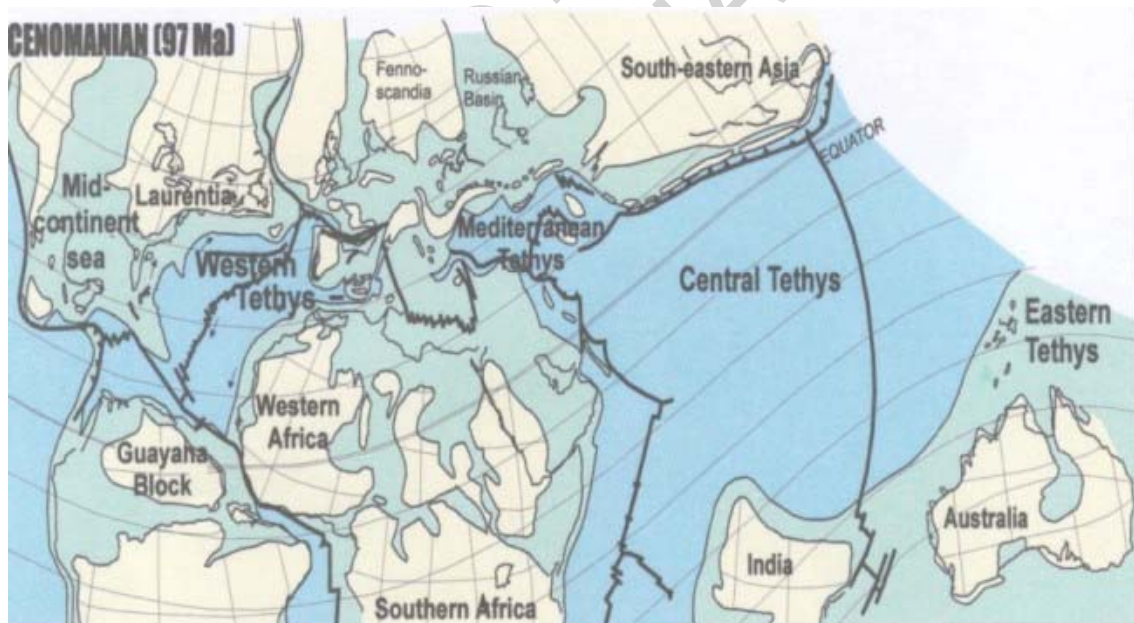 CENOMANIAN (97 Ma)
Fenno-
scandia
Russian
Basin
South-eastern Asia
EQUATOR
Mid-
continent
sea
Laurentia
Western
Tetbys
Mediterranean
Tethys
Central Tethys
Eastern
Tethys
Western
Africa
Guayana
Block
Australia
India
Southern Africa